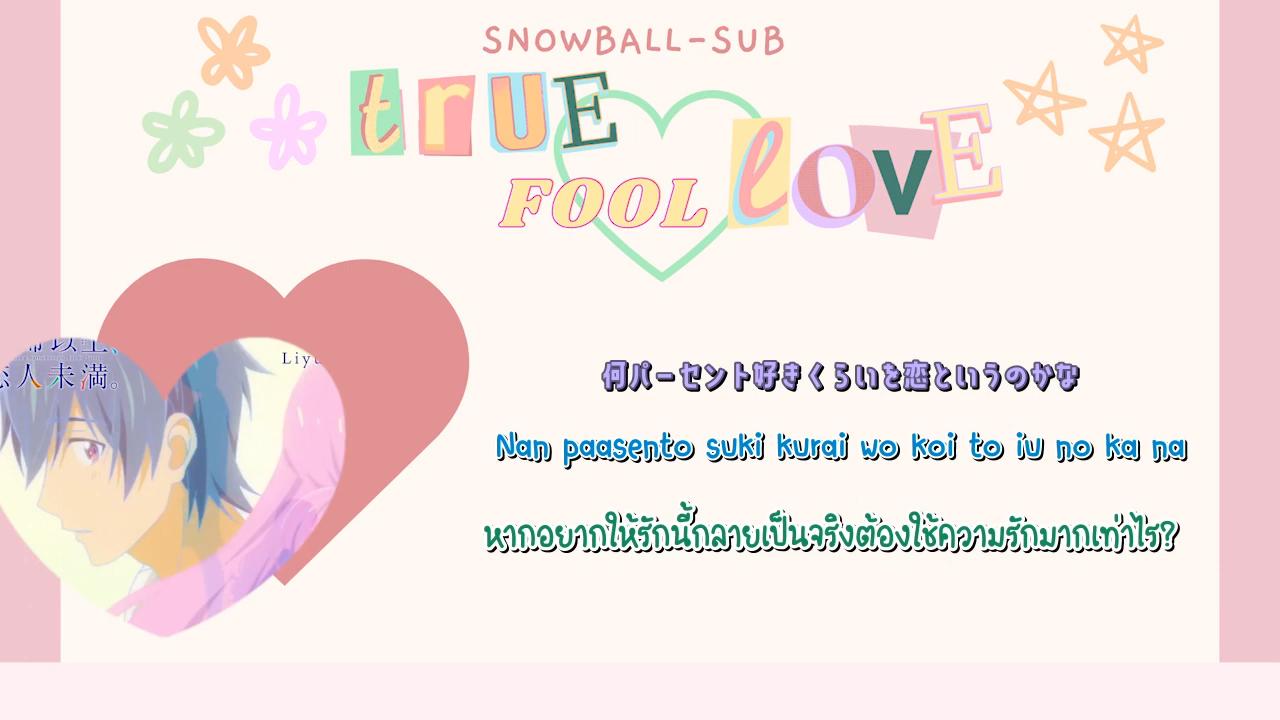 SNOWBALL-SUB
trUE
FOOL lOvE
人未満。
何パーセント好きくらいを恋というのかな
Nan paasento suki kurai wo koi to iu no ka na
หากอยากให้รักนี้กลายเป็นจริงต้องใช้ความรักมากเท่าไร?